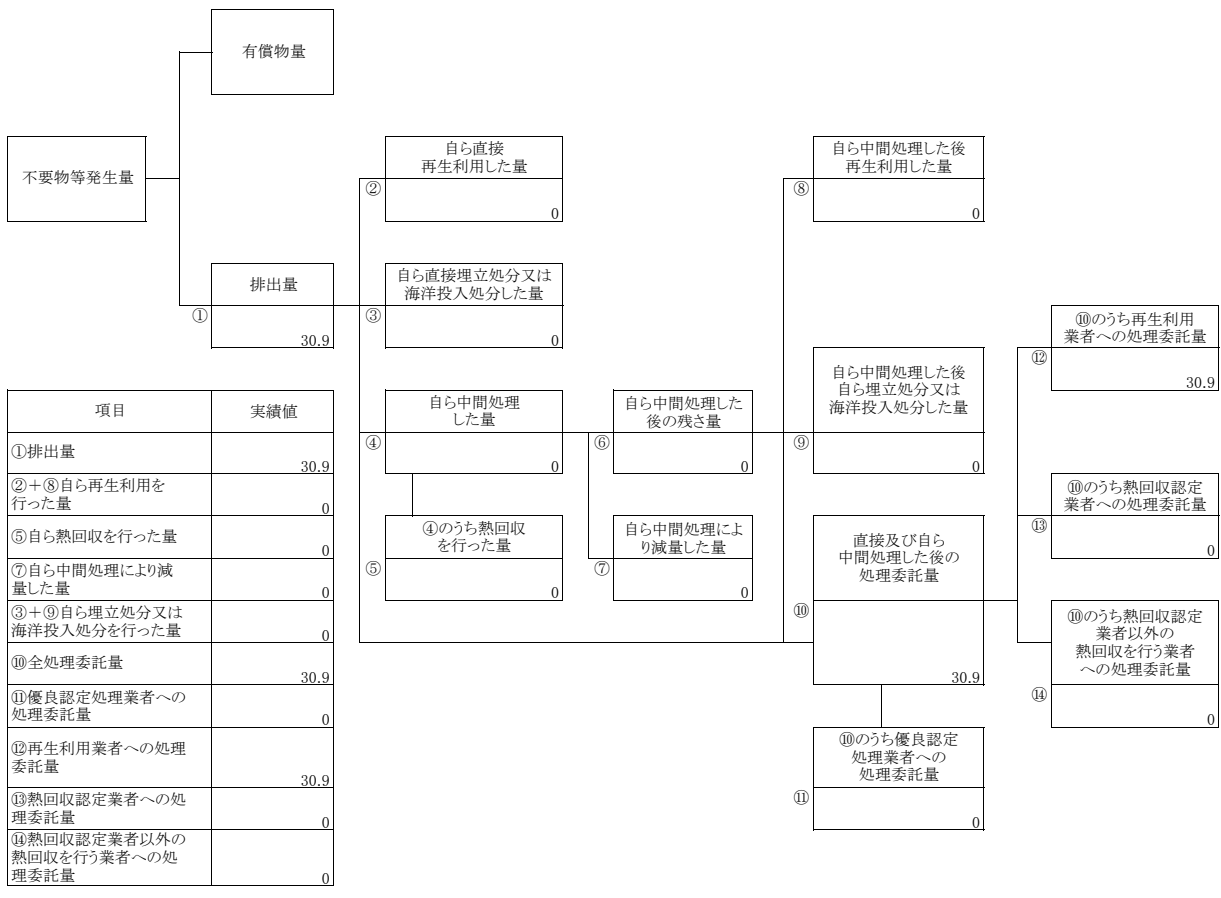 有償物量
不要物等発生量
排出量
①
30.9
自ら直接
再生利用した量
②
0
自ら直接埋立処分又は
海洋投入処分した量
③
0
自ら中間処理
した量
④
0
④のうち熱回収
を行った量
⑤
0
自ら中間処理した
後の残さ量
⑥
0
自ら中間処理によ
り減量した量
⑦
0
自ら中間処理した後
再生利用した量
⑧
0
自ら中間処理した後
自ら埋立処分又は
海洋投入処分した量
⑨
0
直接及び自ら
中間処理した後の
処理委託量
⑩
30.9
⑩のうち優良認定
処理業者への
処理委託量
⑪
0
⑩のうち再生利用
業者への処理委託量
⑫
30.9
⑩のうち熱回収認定
業者への処理委託量
⑬
0
⑩のうち熱回収認定
業者以外の
熱回収を行う業者
への処理委託量
⑭
0
項目 実績値
①排出量
30.9
②+⑧自ら再生利用を
行った量
0
⑤自ら熱回収を行った量
0
⑦自ら中間処理により減
量した量
0
③+⑨自ら埋立処分又は
海洋投入処分を行った量
0
⑩全処理委託量
30.9
⑪優良認定処理業者への
処理委託量
0
⑫再生利用業者への処理
委託量
30.9
⑬熱回収認定業者への処
理委託量
0
⑭熱回収認定業者以外の
熱回収を行う業者への処
理委託量
0